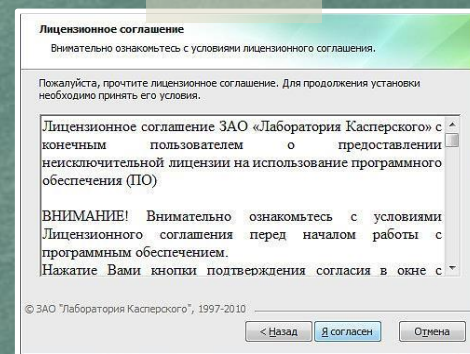 Лицензионное соглашение
Внимательно ознакомьтесь с условиями лицензионного соглашения.
Пожалуйста, прочтите лицензионное соглашение. Для продолжения установки
необходимо принять его условия.
Лицензионное соглашение ЗАО «Лаборатория Касперского» с
конечным пользователем о предоставлении
неисключительной лицензии на использование программного
обеспечения (ПО)
ВНИМАНИЕ! Внимательно ознакомьтесь с условиями
Лицензионного соглашения перед началом работы с
программным обеспечением.
Нажатие Вами кнопки подтверждения согласия в окне с
© ЗАО "Лаборатория Касперского", 1997-2010
< Назад Я согласен Отмена